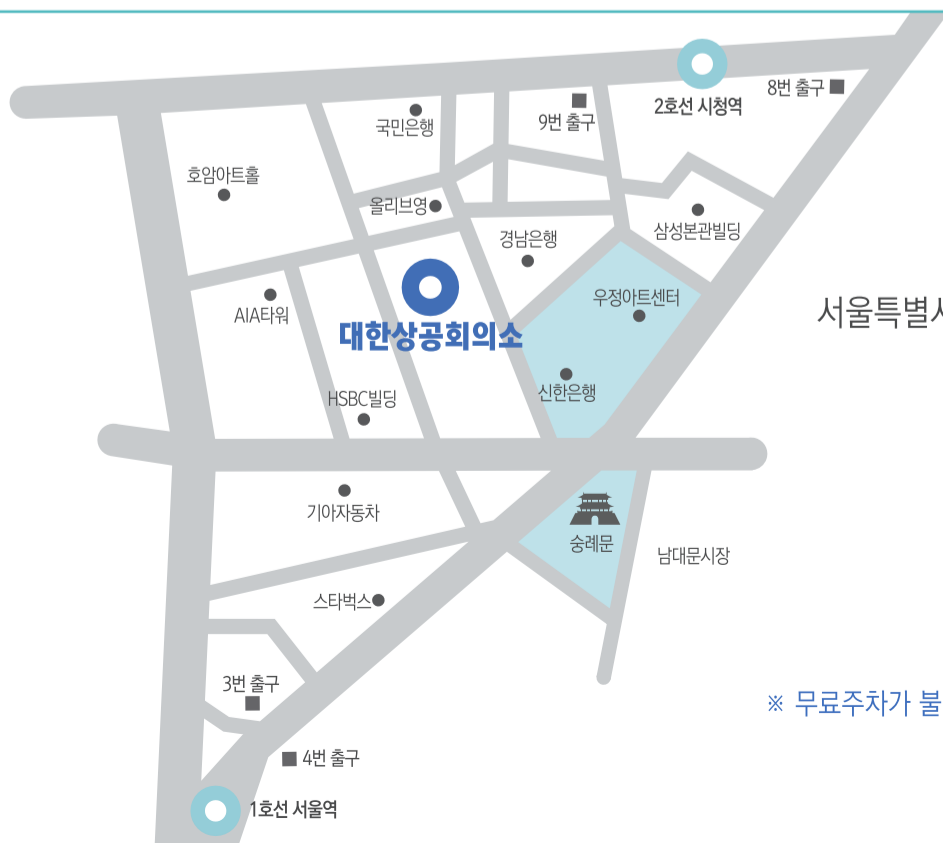 2호선 시청역
8번 출구
국민은행
9번 출구
호암아트홀
올리브영
삼성본관빌딩
경남은행
우정아트센터
AIA타워
서울특별시
대한상공회의소
신한은행
HSBC빌딩
기아자동차
숭례문
남대문시장
스타벅스
3번 출구
※ 무료주차가 불
4번 출구
1호선 서울역